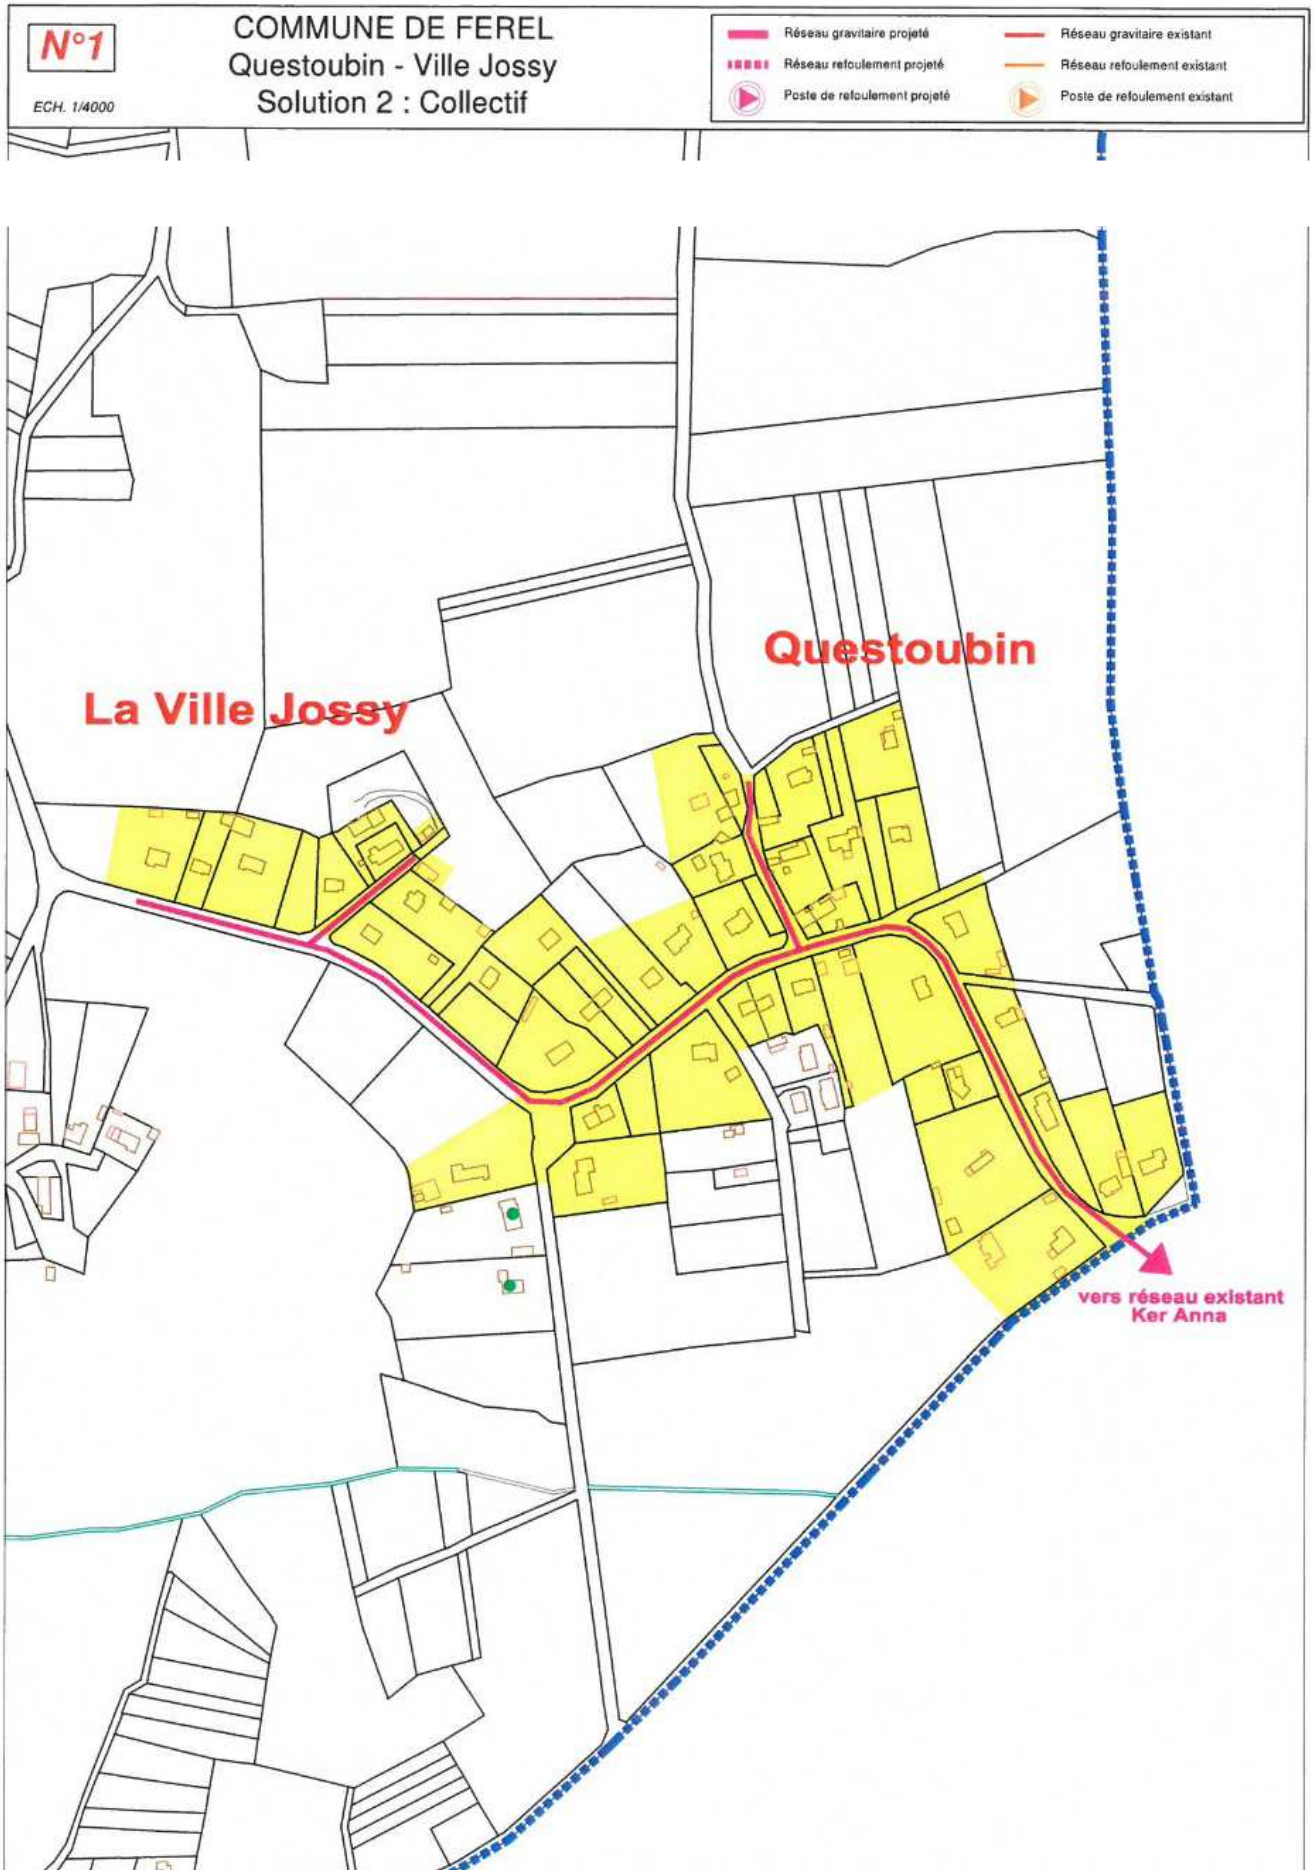 N°1
ECH. 1/4000
COMMUNE DE FEREL
Questoubin - Ville Jossy
Solution 2 : Collectif
Réseau gravitaire projeté
Réseau refoulement projeté
Poste de refoulement projeté
Réseau gravitaire existant
Réseau refoulement existant
Poste de refoulement existant
Questoubin
La Ville Jossy
vers réseau existant
Ker Anna